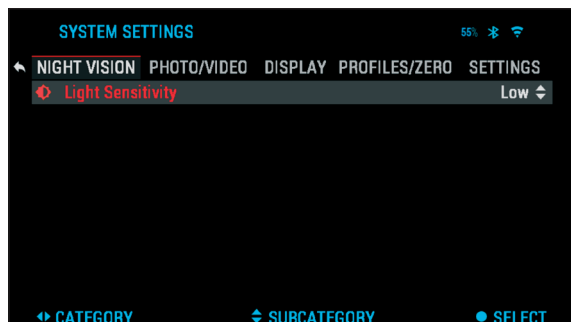 SYSTEM SETTINGS 55%
NIGHT VISION PHOTO/VIDEO DISPLAY PROFILES/ZERO SETTINGS
Light Sensitivity Low
CATEGORY SUBCATEGORY SELECT